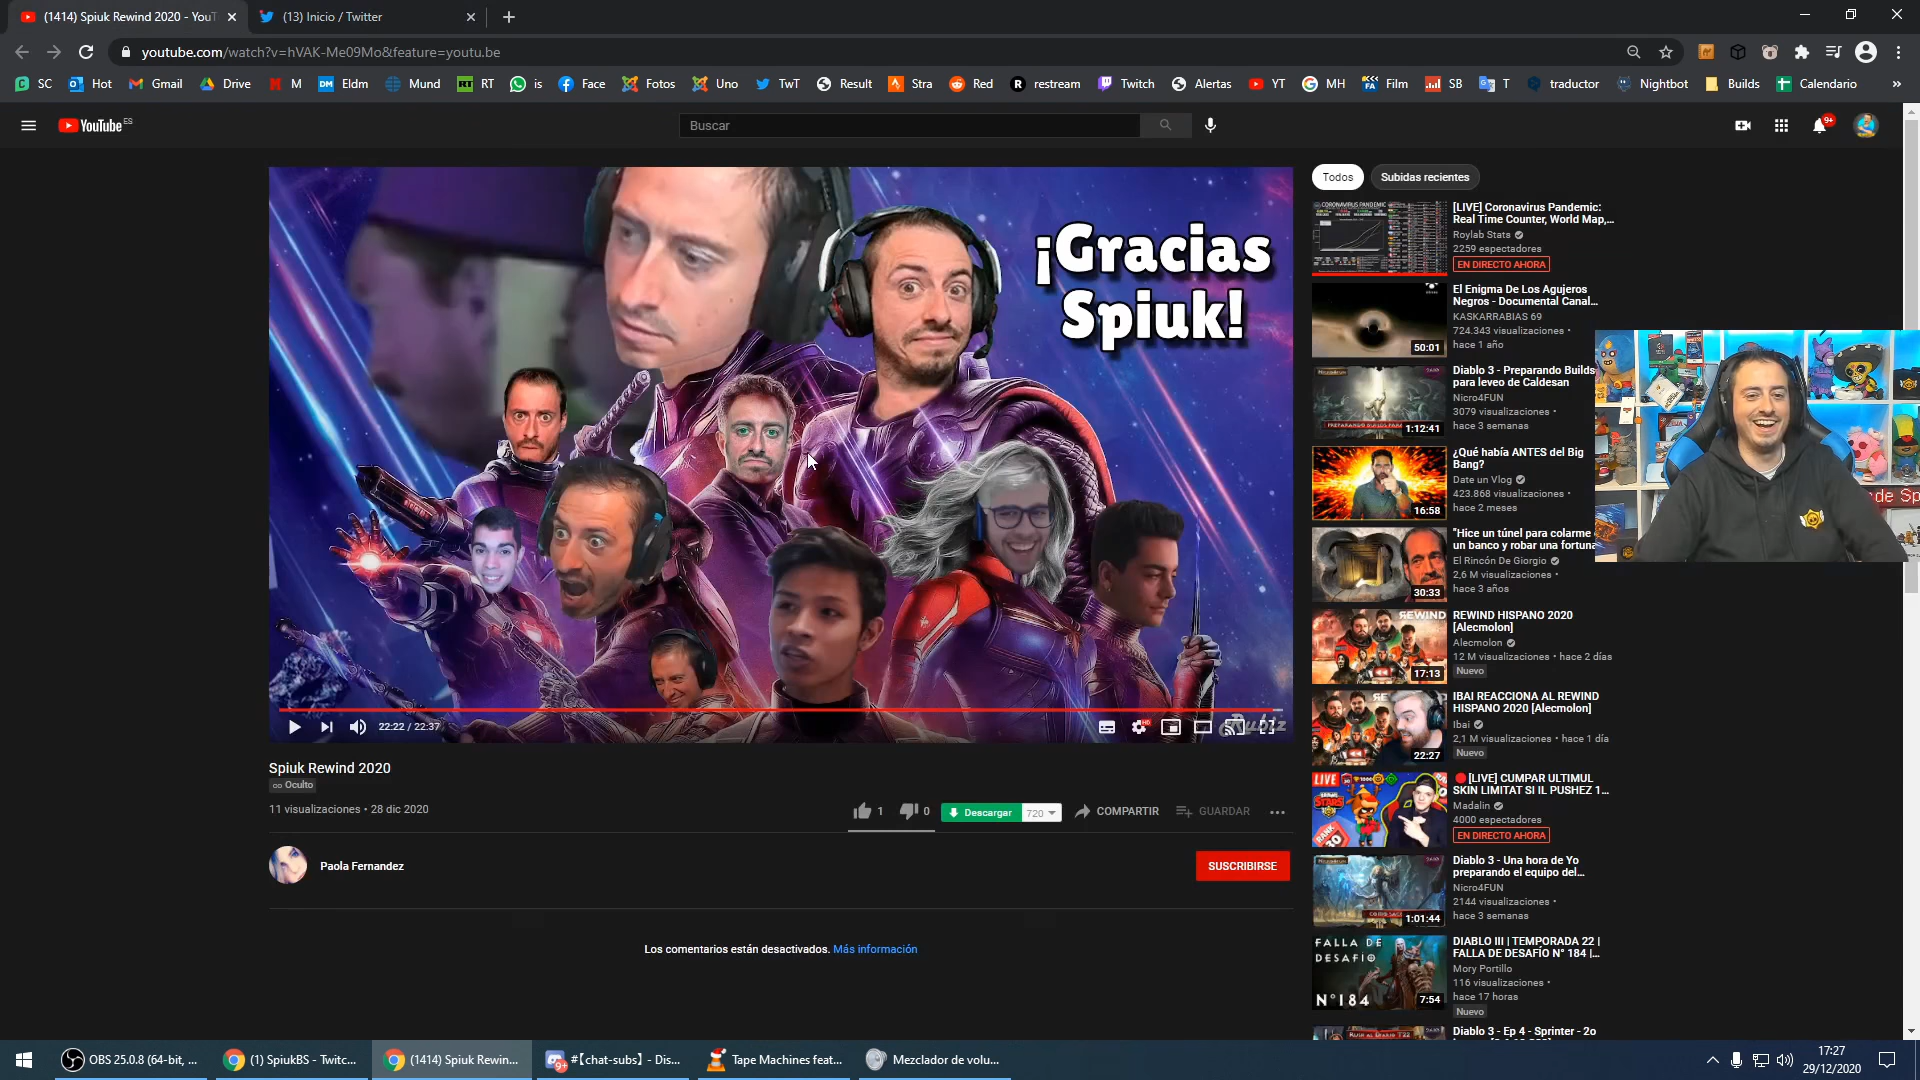 (1414) Spiuk Rewind 2020 - YouT
(13) Inicio / Twitter
youtube.com/watch?v=hVAK-Me09Mo&feature=youtu.be
SC
Hot
Gmail
Drive
M
Eldm
Mund
RT
is
Face
Fotos
Uno
TwT
Result
Stra
Red
restream
Twitch
Alertas
YT
MH
Film
SB
T
traductor
Nightbot
Builds
Calendario
YouTube ES
Buscar
9+
¡Gracias
Spiuk!
22:22 / 22:37
Spiuk Rewind 2020
Oculto
11 visualizaciones • 28 dic 2020
1
0
Descargar
720
COMPARTIR
GUARDAR
Paola Fernandez
SUSCRIBIRSE
Los comentarios están desactivados. Más información
Todos
Subidas recientes
[LIVE] Coronavirus Pandemic:
Real Time Counter, World Map,...
Roylab Stats
2259 espectadores
EN DIRECTO AHORA
El Enigma De Los Agujeros
Negros - Documental Canal...
KASKARRABIAS 69
724.343 visualizaciones •
hace 1 año
50:01
Diablo 3 - Preparando Builds
para leveo de Caldesan
Nicro4FUN
3079 visualizaciones •
hace 3 semanas
1:12:41
¿Qué había ANTES del Big
Bang?
Date un Vlog
423.868 visualizaciones •
hace 2 meses
16:58
"Hice un túnel para colarme
un banco y robar una fortuna
El Rincón De Giorgio
2,6 M visualizaciones •
hace 3 años
30:33
REWIND HISPANO 2020
[Alecmolon]
Alecmolon
12 M visualizaciones • hace 2 días
Nuevo
REWIND
17:13
IBAI REACCIONA AL REWIND
HISPANO 2020 [Alecmolon]
Ibai
2,1 M visualizaciones • hace 1 día
Nuevo
22:27
[LIVE] CUMPAR ULTIMUL
SKIN LIMITAT SI IL PUSHEZ 1...
Madalin
4000 espectadores
EN DIRECTO AHORA
LIVE
Diablo 3 - Una hora de Yo
preparando el equipo del...
Nicro4FUN
2144 visualizaciones •
hace 3 semanas
1:01:44
DIABLO III | TEMPORADA 22 |
FALLA DE DESAFÍO N° 184 |...
Mory Portillo
116 visualizaciones •
hace 17 horas
Nuevo
FALLA DE
DESAFIO
N°184
7:54
Diablo 3 - Ep 4 - Sprinter - 2o
de Sp
OBS 25.0.8 (64-bit, ...
(1) SpiukBS - Twitc...
(1414) Spiuk Rewin...
#【chat-subs】 - Dis...
Tape Machines feat...
Mezclador de volu...
17:27
29/12/2020